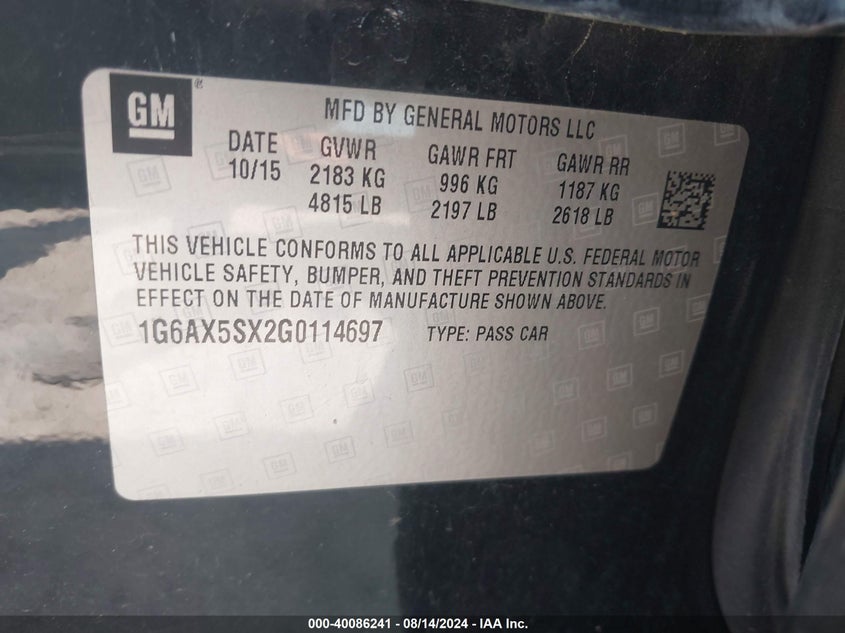 GM ®
MFD BY GENERAL MOTORS LLC
DATE GVWR GAWR FRT GAWR RR
10/15 2183 KG 996 KG 1187 KG
4815 LB 2197 LB 2618 LB
THIS VEHICLE CONFORMS TO ALL APPLICABLE U.S. FEDERAL MOTOR
VEHICLE SAFETY, BUMPER, AND THEFT PREVENTION STANDARDS IN
EFFECT ON THE DATE OF MANUFACTURE SHOWN ABOVE.
1G6AX5SX2G0114697 TYPE: PASS CAR
000-40086241 - 08/14/2024 - IAA Inc.